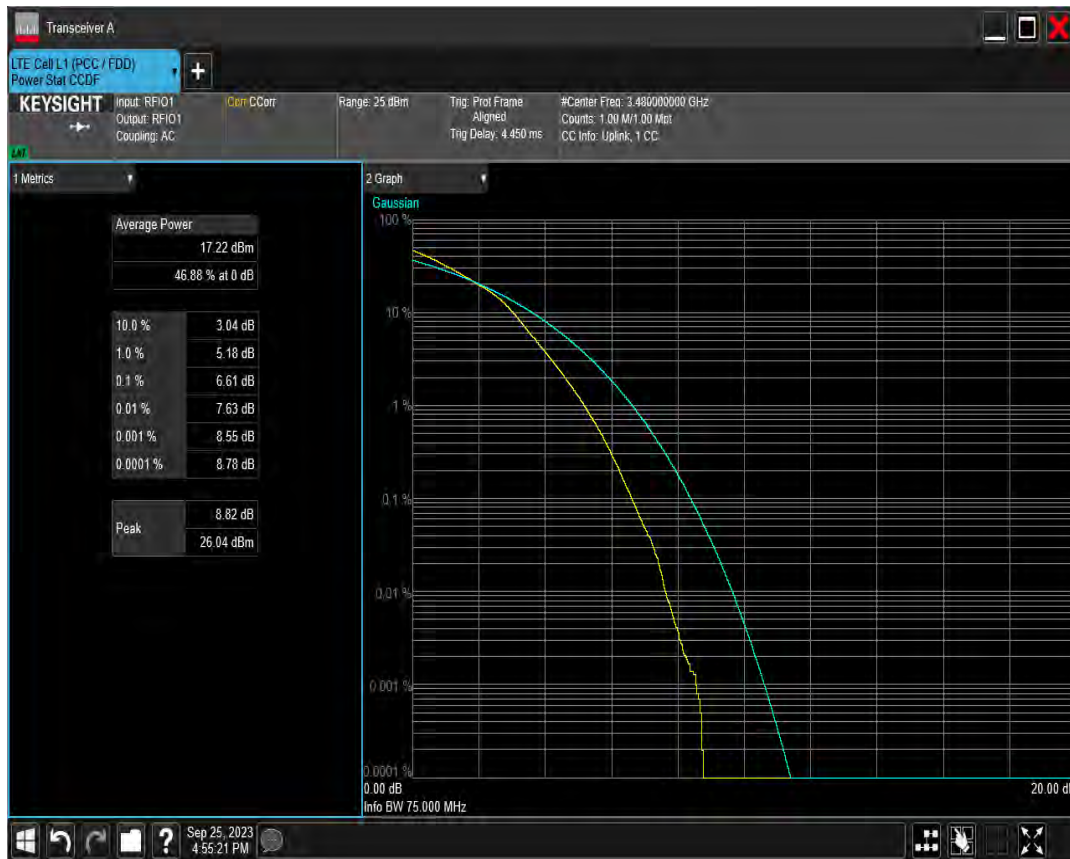 Transceiver A
LTE Cell L1 (PCC / FDD)
Power Stat CCDF
KEYSIGHT
Input: RFIO1
Output: RFIO1
Coupling: AC
Corr CCorr
Range: 25 dBm
Trig: Prot Frame
Aligned
Trig Delay: 4.450 ms
#Center Freq: 3.480000000 GHz
Counts: 1.00 M/1.00 Mpt
CC Info: Uplink, 1 CC
LXI
1 Metrics
Average Power
17.22 dBm
46.88 % at 0 dB
10.0 % 3.04 dB
1.0 % 5.18 dB
0.1 % 6.61 dB
0.01 % 7.63 dB
0.001 % 8.55 dB
0.0001 % 8.78 dB
Peak
8.82 dB
26.04 dBm
2 Graph
Gaussian
100 %
10 %
1 %
0.1 %
0.01 %
0.001 %
0.0001 %
0.00 dB
20.00 d
Info BW 75.000 MHz
?
Sep 25, 2023
4:55:21 PM